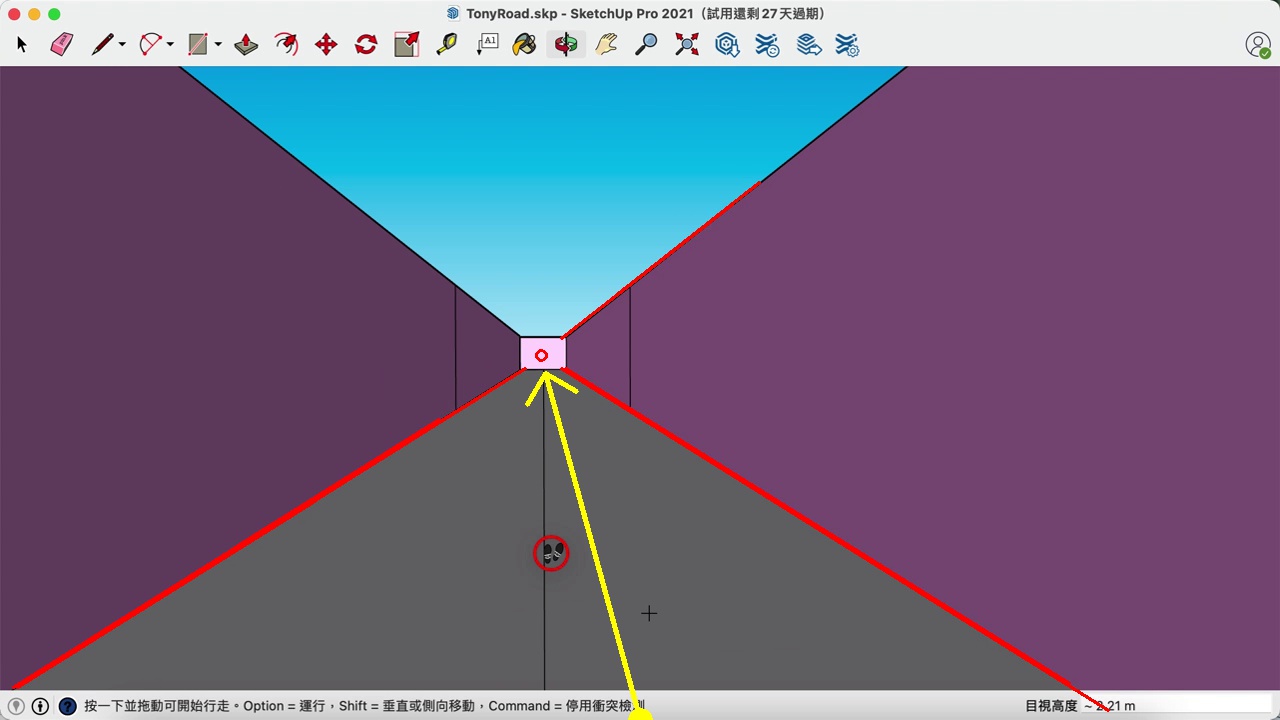 TonyRoad.skp - SketchUp Pro 2021（試用還剩 27 天過期）
A1
按一下並拖動可開始行走。Option = 運行，Shift = 垂直或側向移動，Command = 停用衝突檢
目視高度 ~ 2.21 m